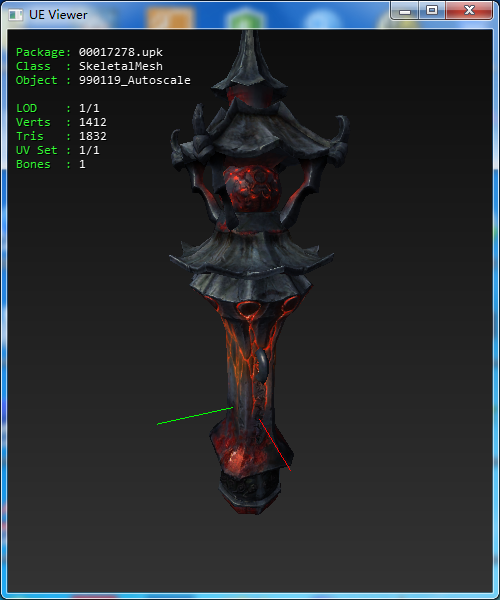 UE Viewer
Package: 00017278.upk
Class : SkeletalMesh
Object : 990119_Autoscale
LOD : 1/1
Verts : 1412
Tris : 1832
UV Set : 1/1
Bones : 1